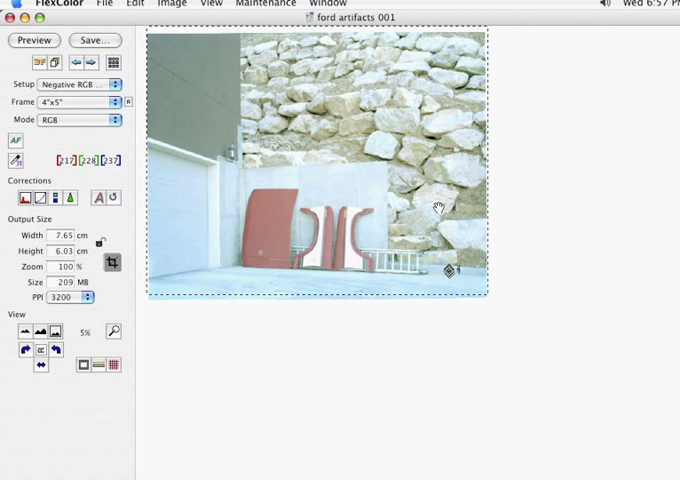 FlexColor File Edit Image View Maintenance Window Wed 6:57
ford artifacts 001
Preview Save...
Setup Negative RGB ...
Frame 4"x5" R
Mode RGB
AF
[217] [228] [237]
Corrections
A
Output Size
Width 7.65 cm
Height 6.03 cm
Zoom 100 %
Size 209 MB
PPI 3200
View
5%
R